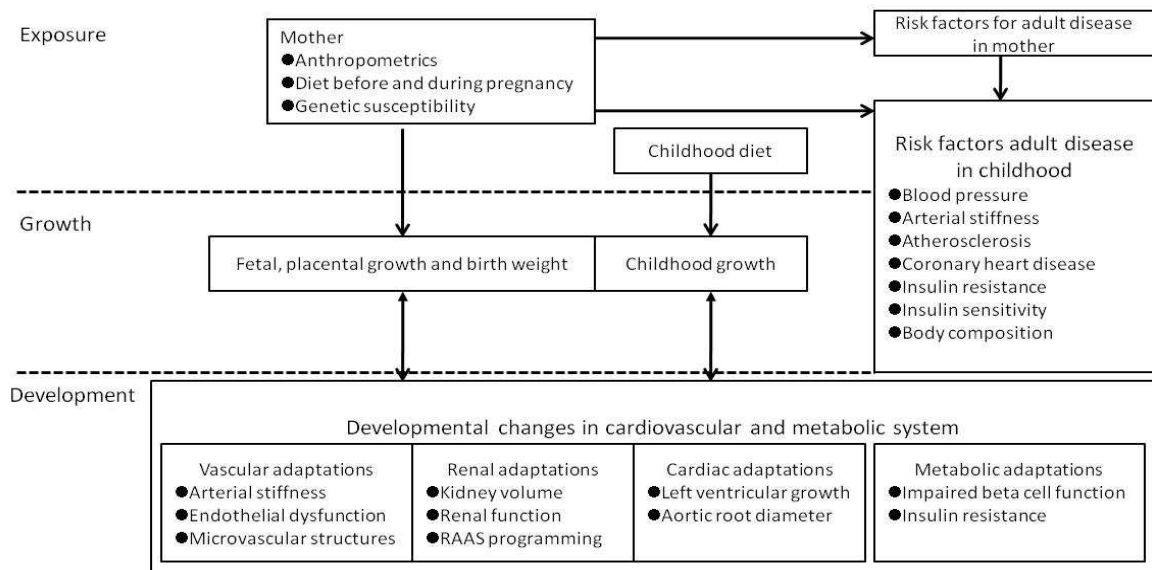 Exposure
Mother
●Anthropometrics
●Diet before and during pregnancy
●Genetic susceptibility
Risk factors for adult disease
in mother
Childhood diet
Risk factors adult disease
in childhood
●Blood pressure
●Arterial stiffness
●Atherosclerosis
●Coronary heart disease
●Insulin resistance
●Insulin sensitivity
●Body composition
Growth
Fetal, placental growth and birth weight
Childhood growth
Development
Developmental changes in cardiovascular and metabolic system
Vascular adaptations
●Arterial stiffness
●Endothelial dysfunction
●Microvascular structures
Renal adaptations
●Kidney volume
●Renal function
●RAAS programming
Cardiac adaptations
●Left ventricular growth
●Aortic root diameter
Metabolic adaptations
●Impaired beta cell function
●Insulin resistance